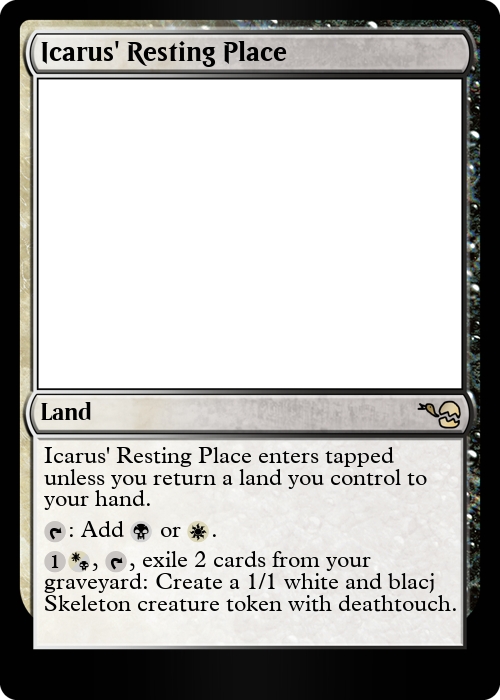 Icarus' Resting Place
Land
Icarus' Resting Place enters tapped
unless you return a land you control to
your hand.
: Add or .
1 , , exile 2 cards from your
graveyard: Create a 1/1 white and blacj
Skeleton creature token with deathtouch.